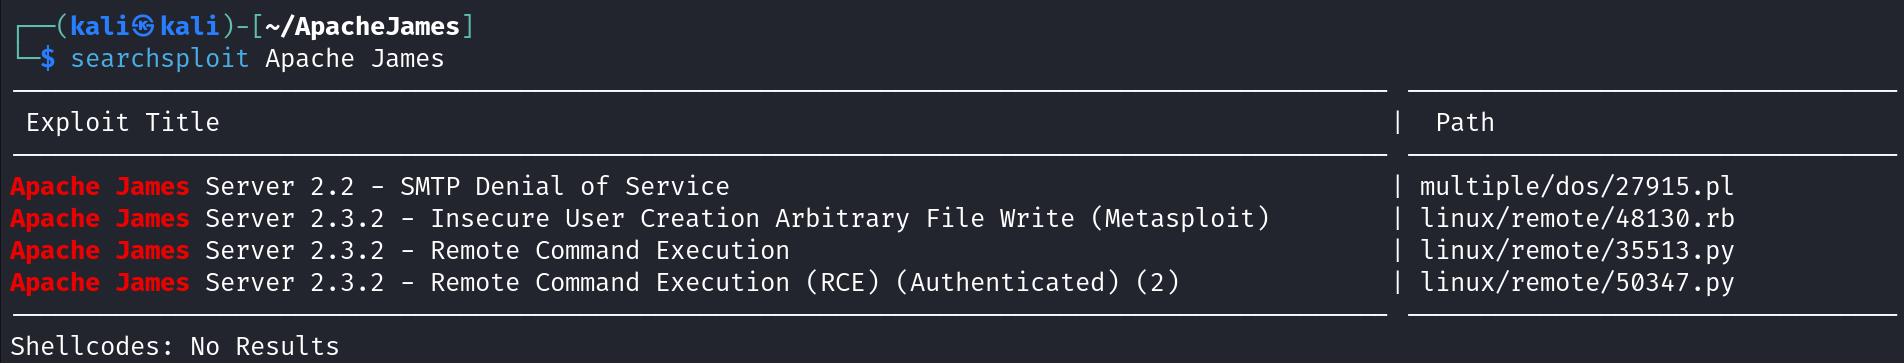 ┌──(kali㉿kali)-[~/ApacheJames]
└─$ searchsploit Apache James
Exploit Title | Path
Apache James Server 2.2 - SMTP Denial of Service | multiple/dos/27915.pl
Apache James Server 2.3.2 - Insecure User Creation Arbitrary File Write (Metasploit) | linux/remote/48130.rb
Apache James Server 2.3.2 - Remote Command Execution | linux/remote/35513.py
Apache James Server 2.3.2 - Remote Command Execution (RCE) (Authenticated) (2) | linux/remote/50347.py
Shellcodes: No Results